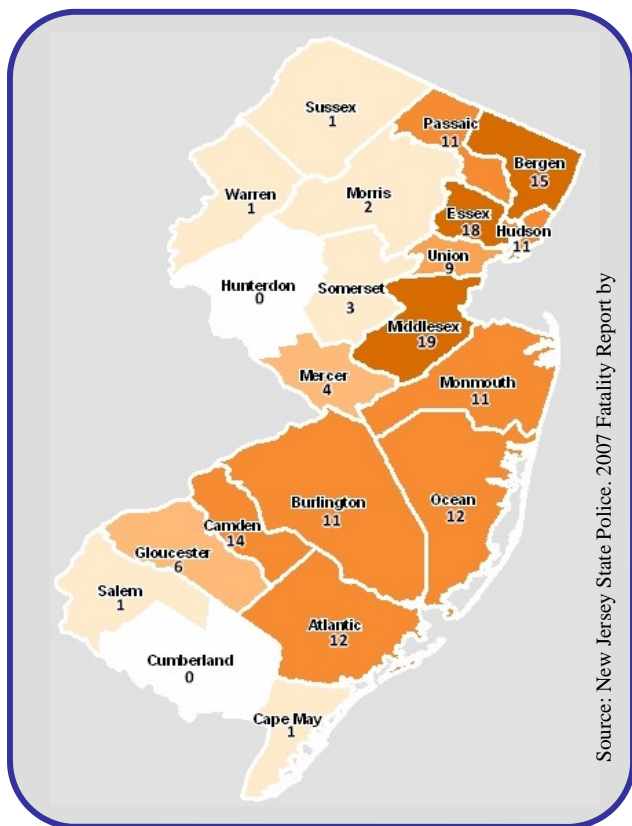 Sussex
1
Passaic
11
Bergen
15
Warren
1
Morris
2
Essex
18
Hudson
11
Union
9
Hunterdon
0
Somerset
3
Middlesex
19
Mercer
4
Monmouth
11
Burlington
11
Ocean
12
Camden
14
Gloucester
6
Salem
1
Atlantic
12
Cumberland
0
Cape May
1
Source: New Jersey State Police. 2007 Fatality Report by